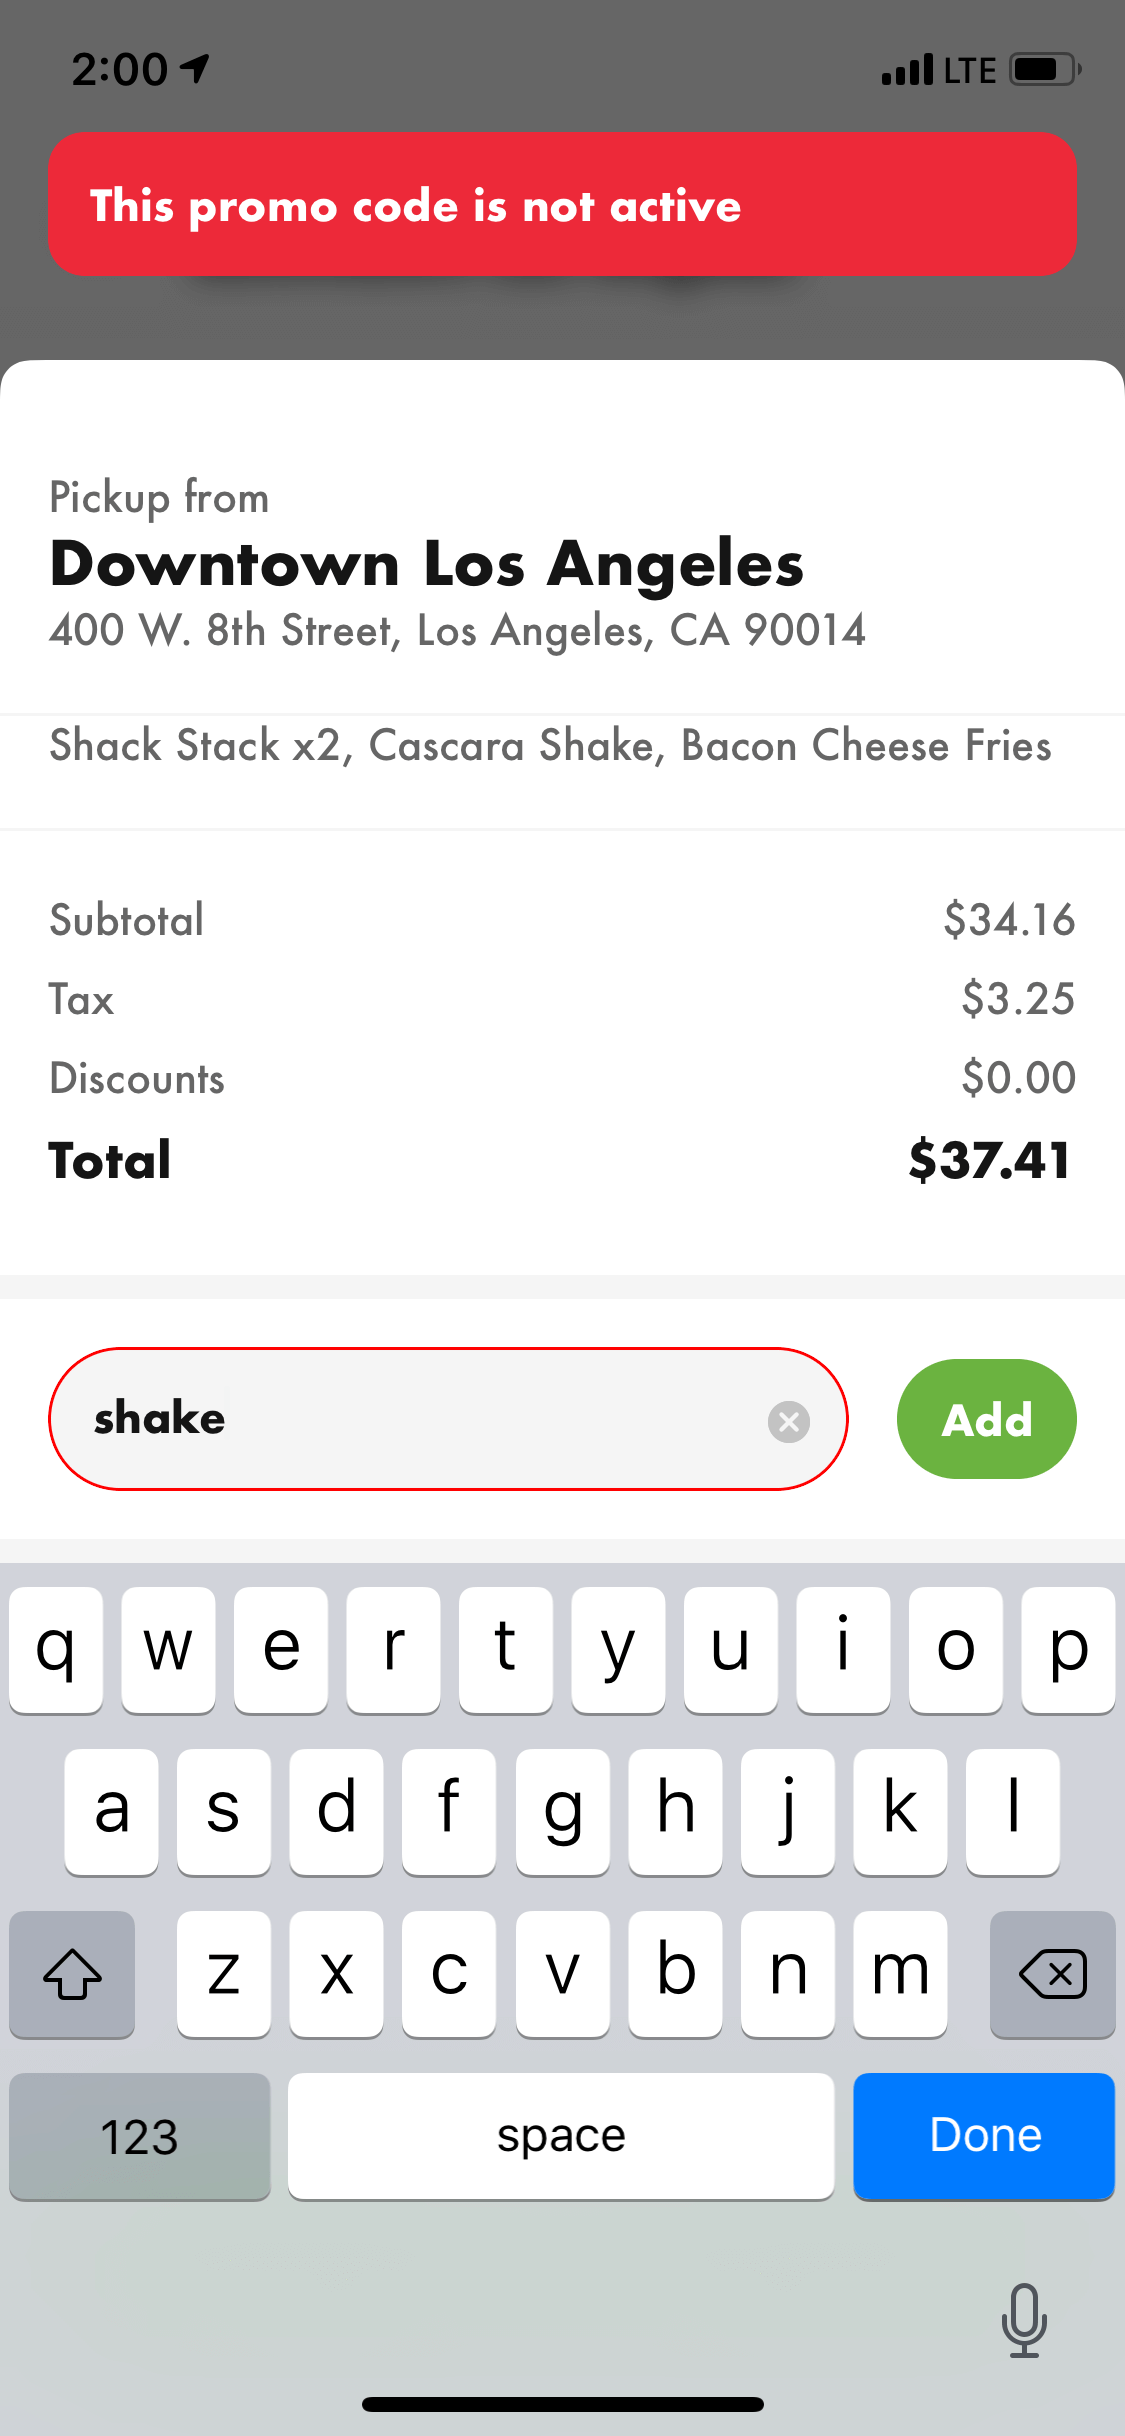 2:00 LTE
This promo code is not active
Pickup from
Downtown Los Angeles
400 W. 8th Street, Los Angeles, CA 90014
Shack Stack x2, Cascara Shake, Bacon Cheese Fries
Subtotal $34.16
Tax $3.25
Discounts $0.00
Total $37.41
shake Add
q w e r t y u i o p
a s d f g h j k l
z x c v b n m
123 space Done